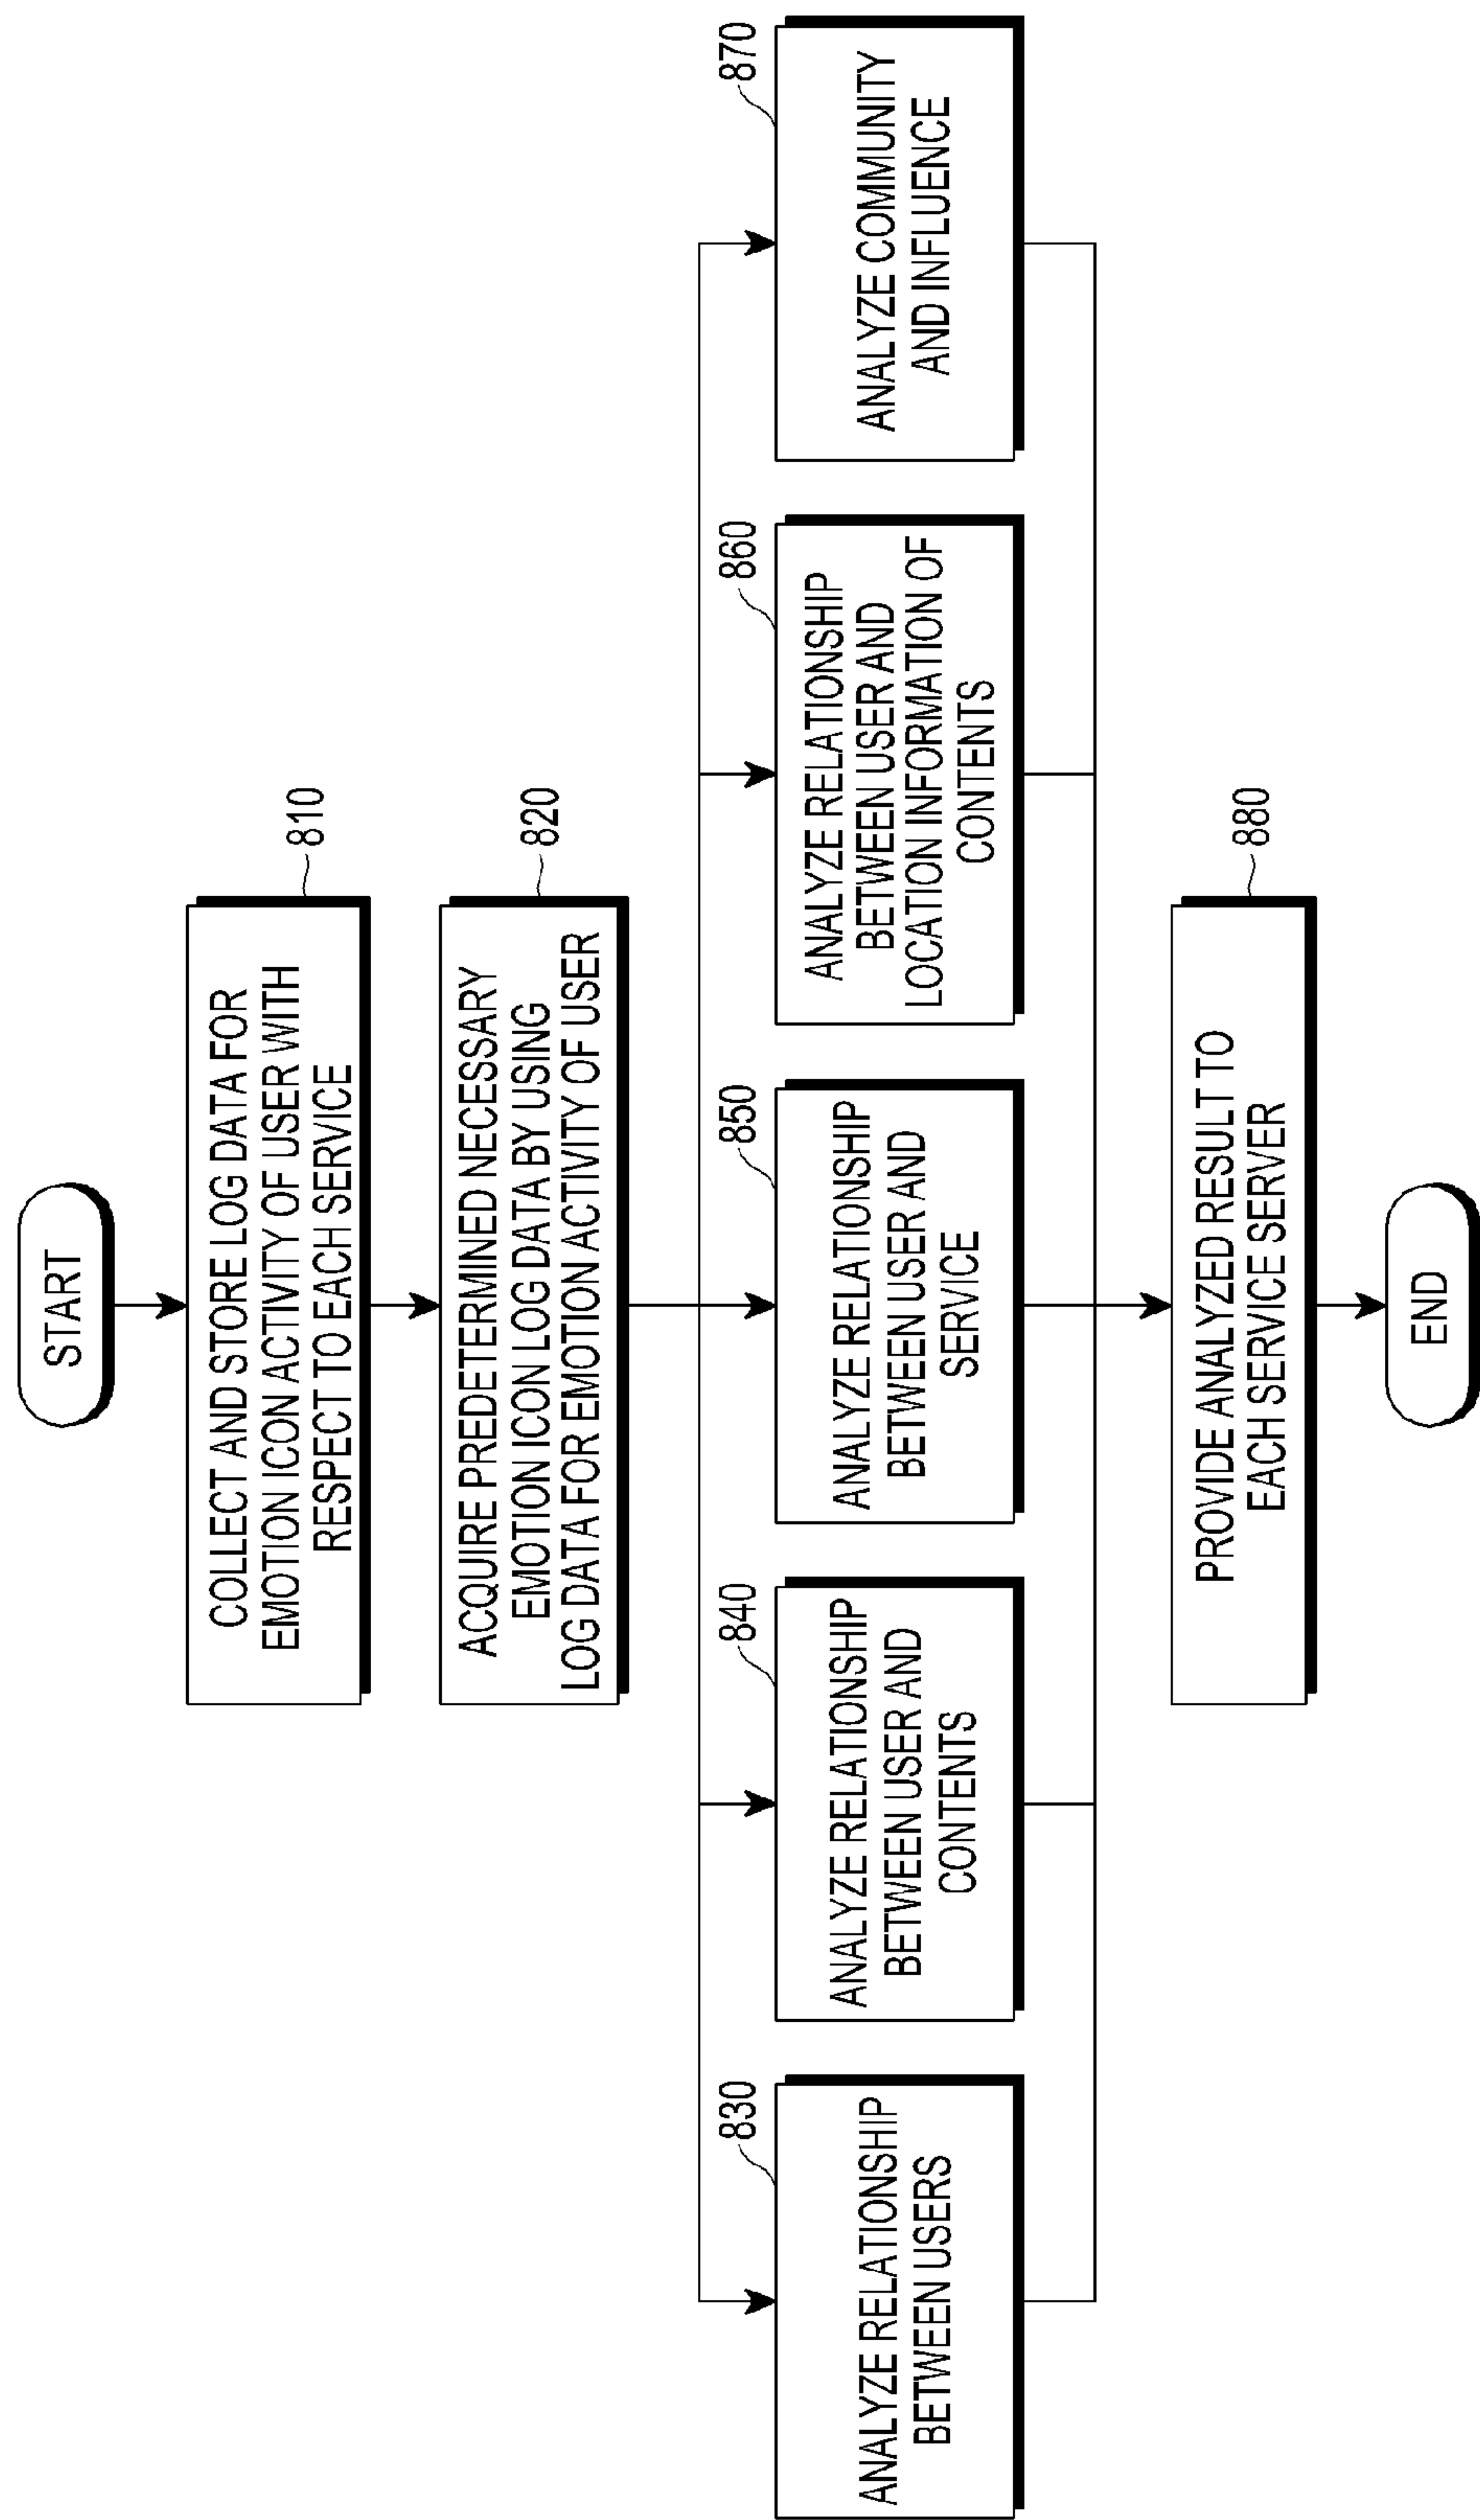 START
810
COLLECT AND STORE LOG DATA FOR
EMOTION ICON ACTIVITY OF USER WITH
RESPECT TO EACH SERVICE
820
ACQUIRE PREDETERMINED NECESSARY
EMOTION ICON LOG DATA BY USING
LOG DATA FOR EMOTION ACTIVITY OF USER
830
ANALYZE RELATIONSHIP
BETWEEN USERS
840
ANALYZE RELATIONSHIP
BETWEEN USER AND
CONTENTS
850
ANALYZE RELATIONSHIP
BETWEEN USER AND
SERVICE
860
ANALYZE RELATIONSHIP
BETWEEN USER AND
LOCATION INFORMATION OF
CONTENTS
870
ANALYZE COMMUNITY
AND INFLUENCE
880
PROVIDE ANALYZED RESULT TO
EACH SERVICE SERVER
END